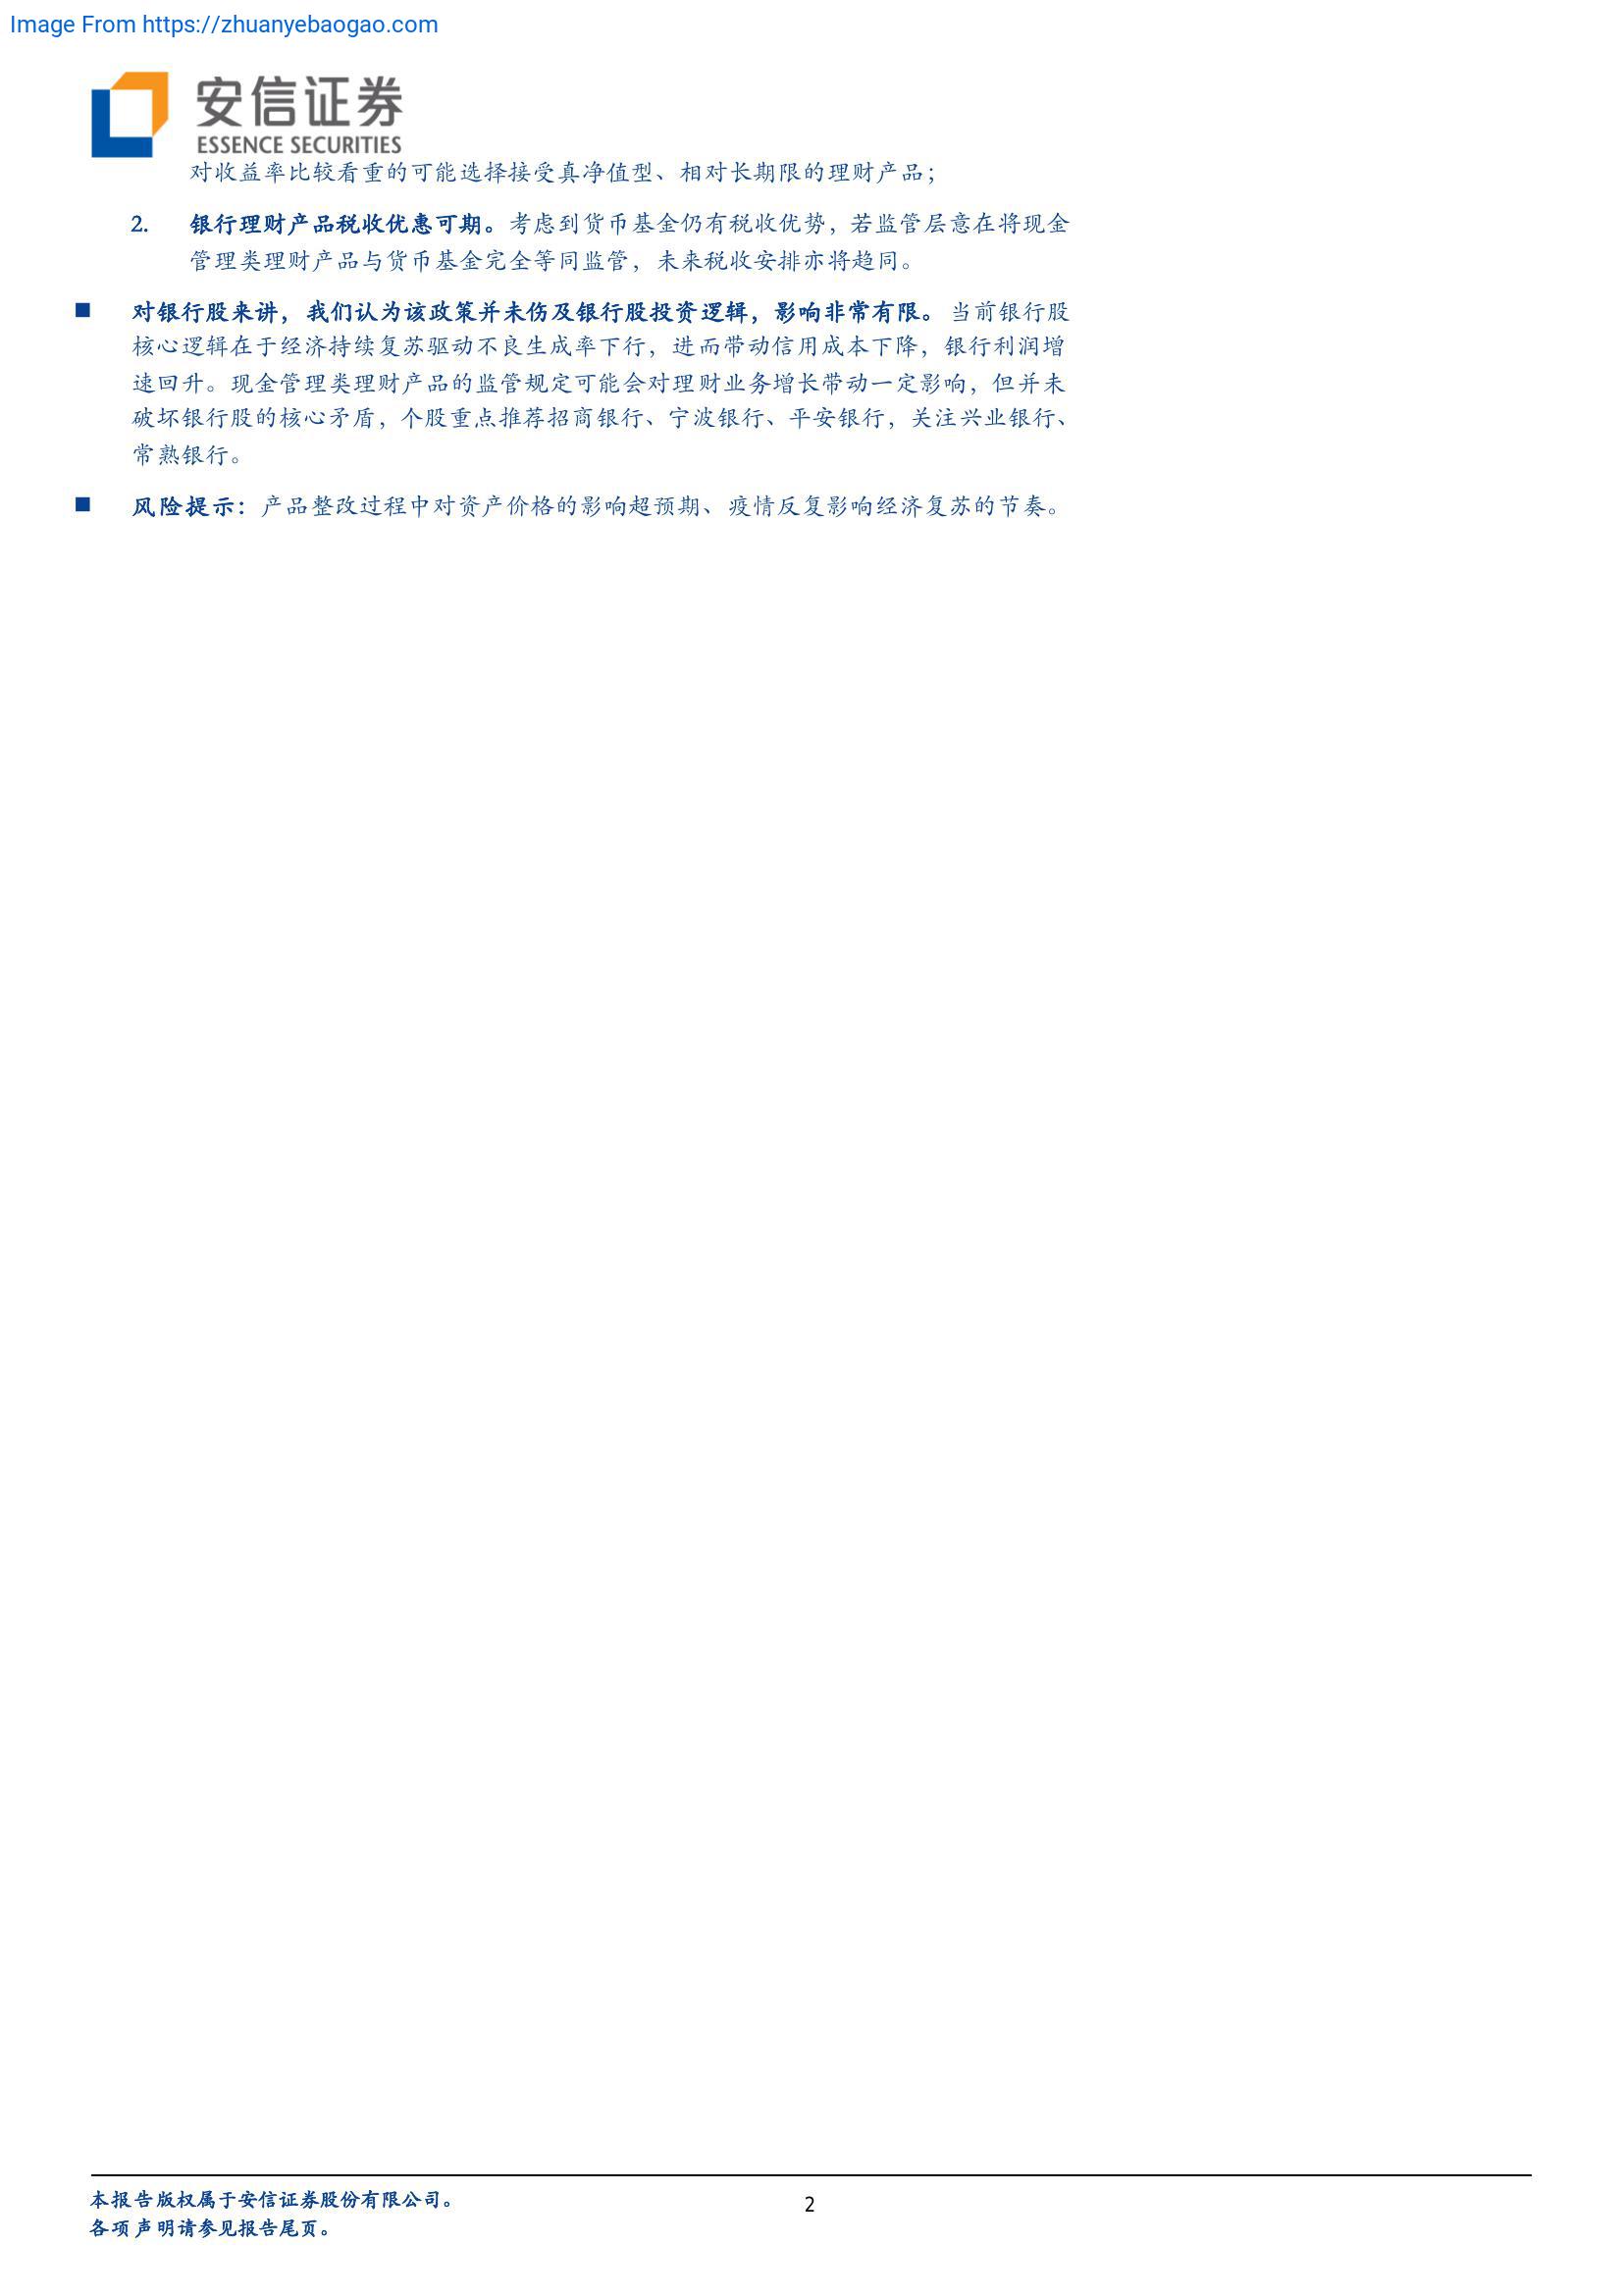 Image From https://zhuanyebaogao.com
安信证券
ESSENCE SECURITIES
对收益率比较看重的可能选择接受真净值型、相对长期限的理财产品；
2. 银行理财产品税收优惠可期。考虑到货币基金仍有税收优势，若监管层意在将现金
管理类理财产品与货币基金完全等同监管，未来税收安排亦将趋同。
■ 对银行股来讲，我们认为该政策并未伤及银行股投资逻辑，影响非常有限。当前银行股
核心逻辑在于经济持续复苏驱动不良生成率下行，进而带动信用成本下降，银行利润增
速回升。现金管理类理财产品的监管规定可能会对理财业务增长带动一定影响，但并未
破坏银行股的核心矛盾，个股重点推荐招商银行、宁波银行、平安银行，关注兴业银行、
常熟银行。
■ 风险提示：产品整改过程中对资产价格的影响超预期、疫情反复影响经济复苏的节奏。
本报告版权属于安信证券股份有限公司。
各项声明请参见报告尾页。
2